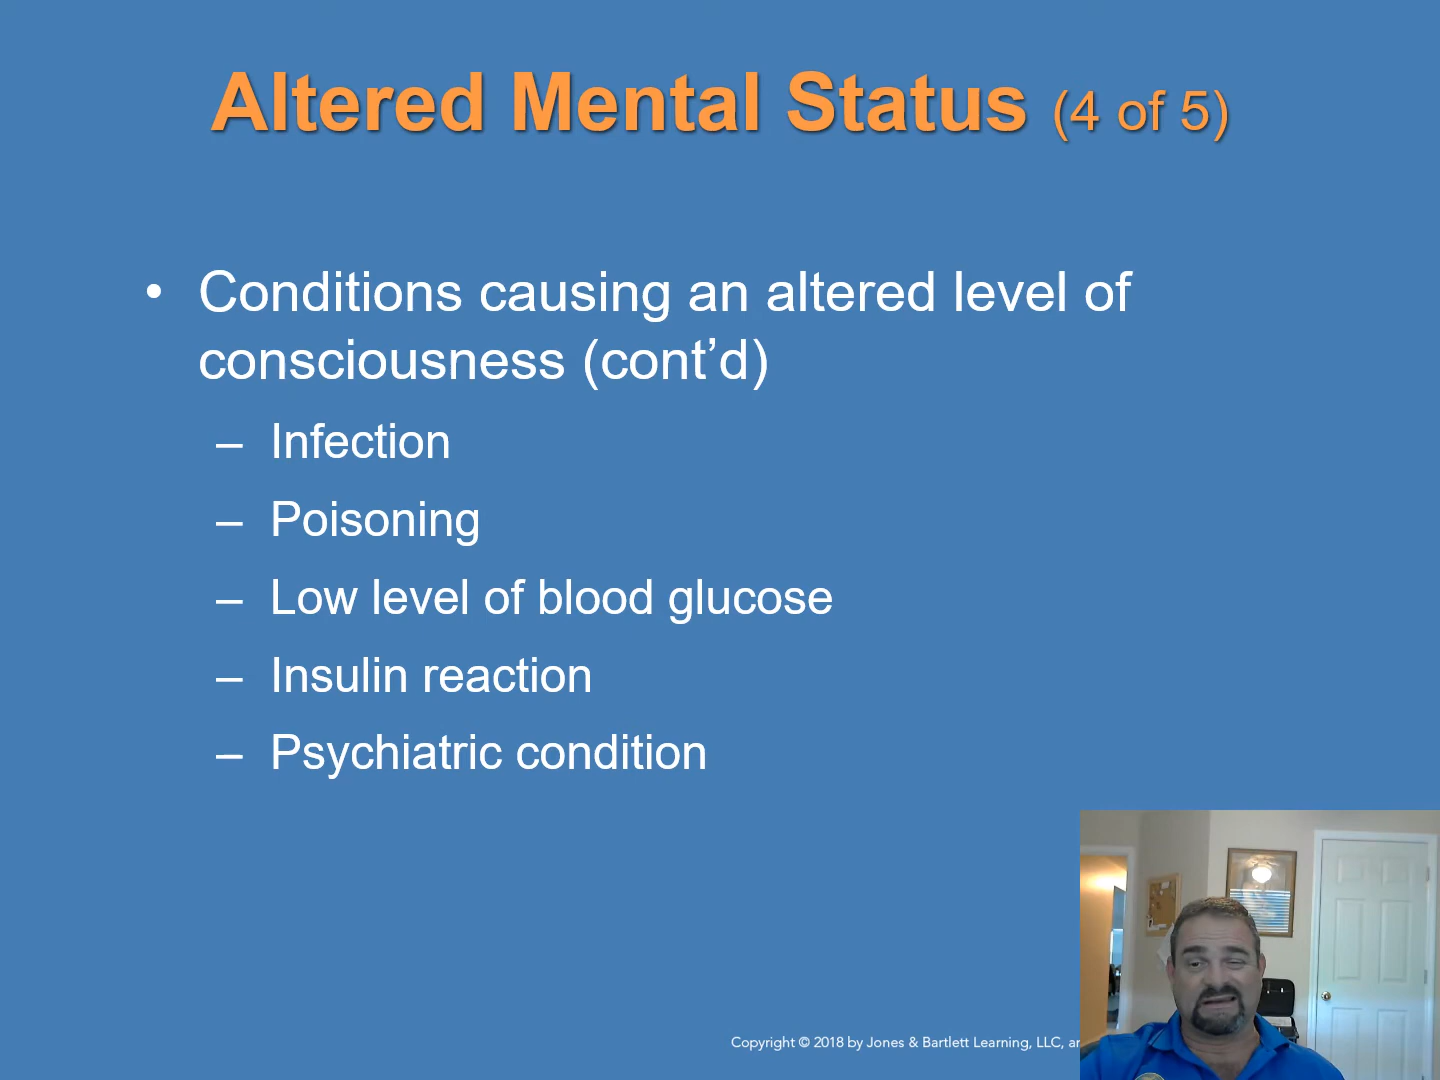 Altered Mental Status (4 of 5)
• Conditions causing an altered level of
consciousness (cont’d)
– Infection
– Poisoning
– Low level of blood glucose
– Insulin reaction
– Psychiatric condition
Copyright © 2018 by Jones & Bartlett Learning, LLC,